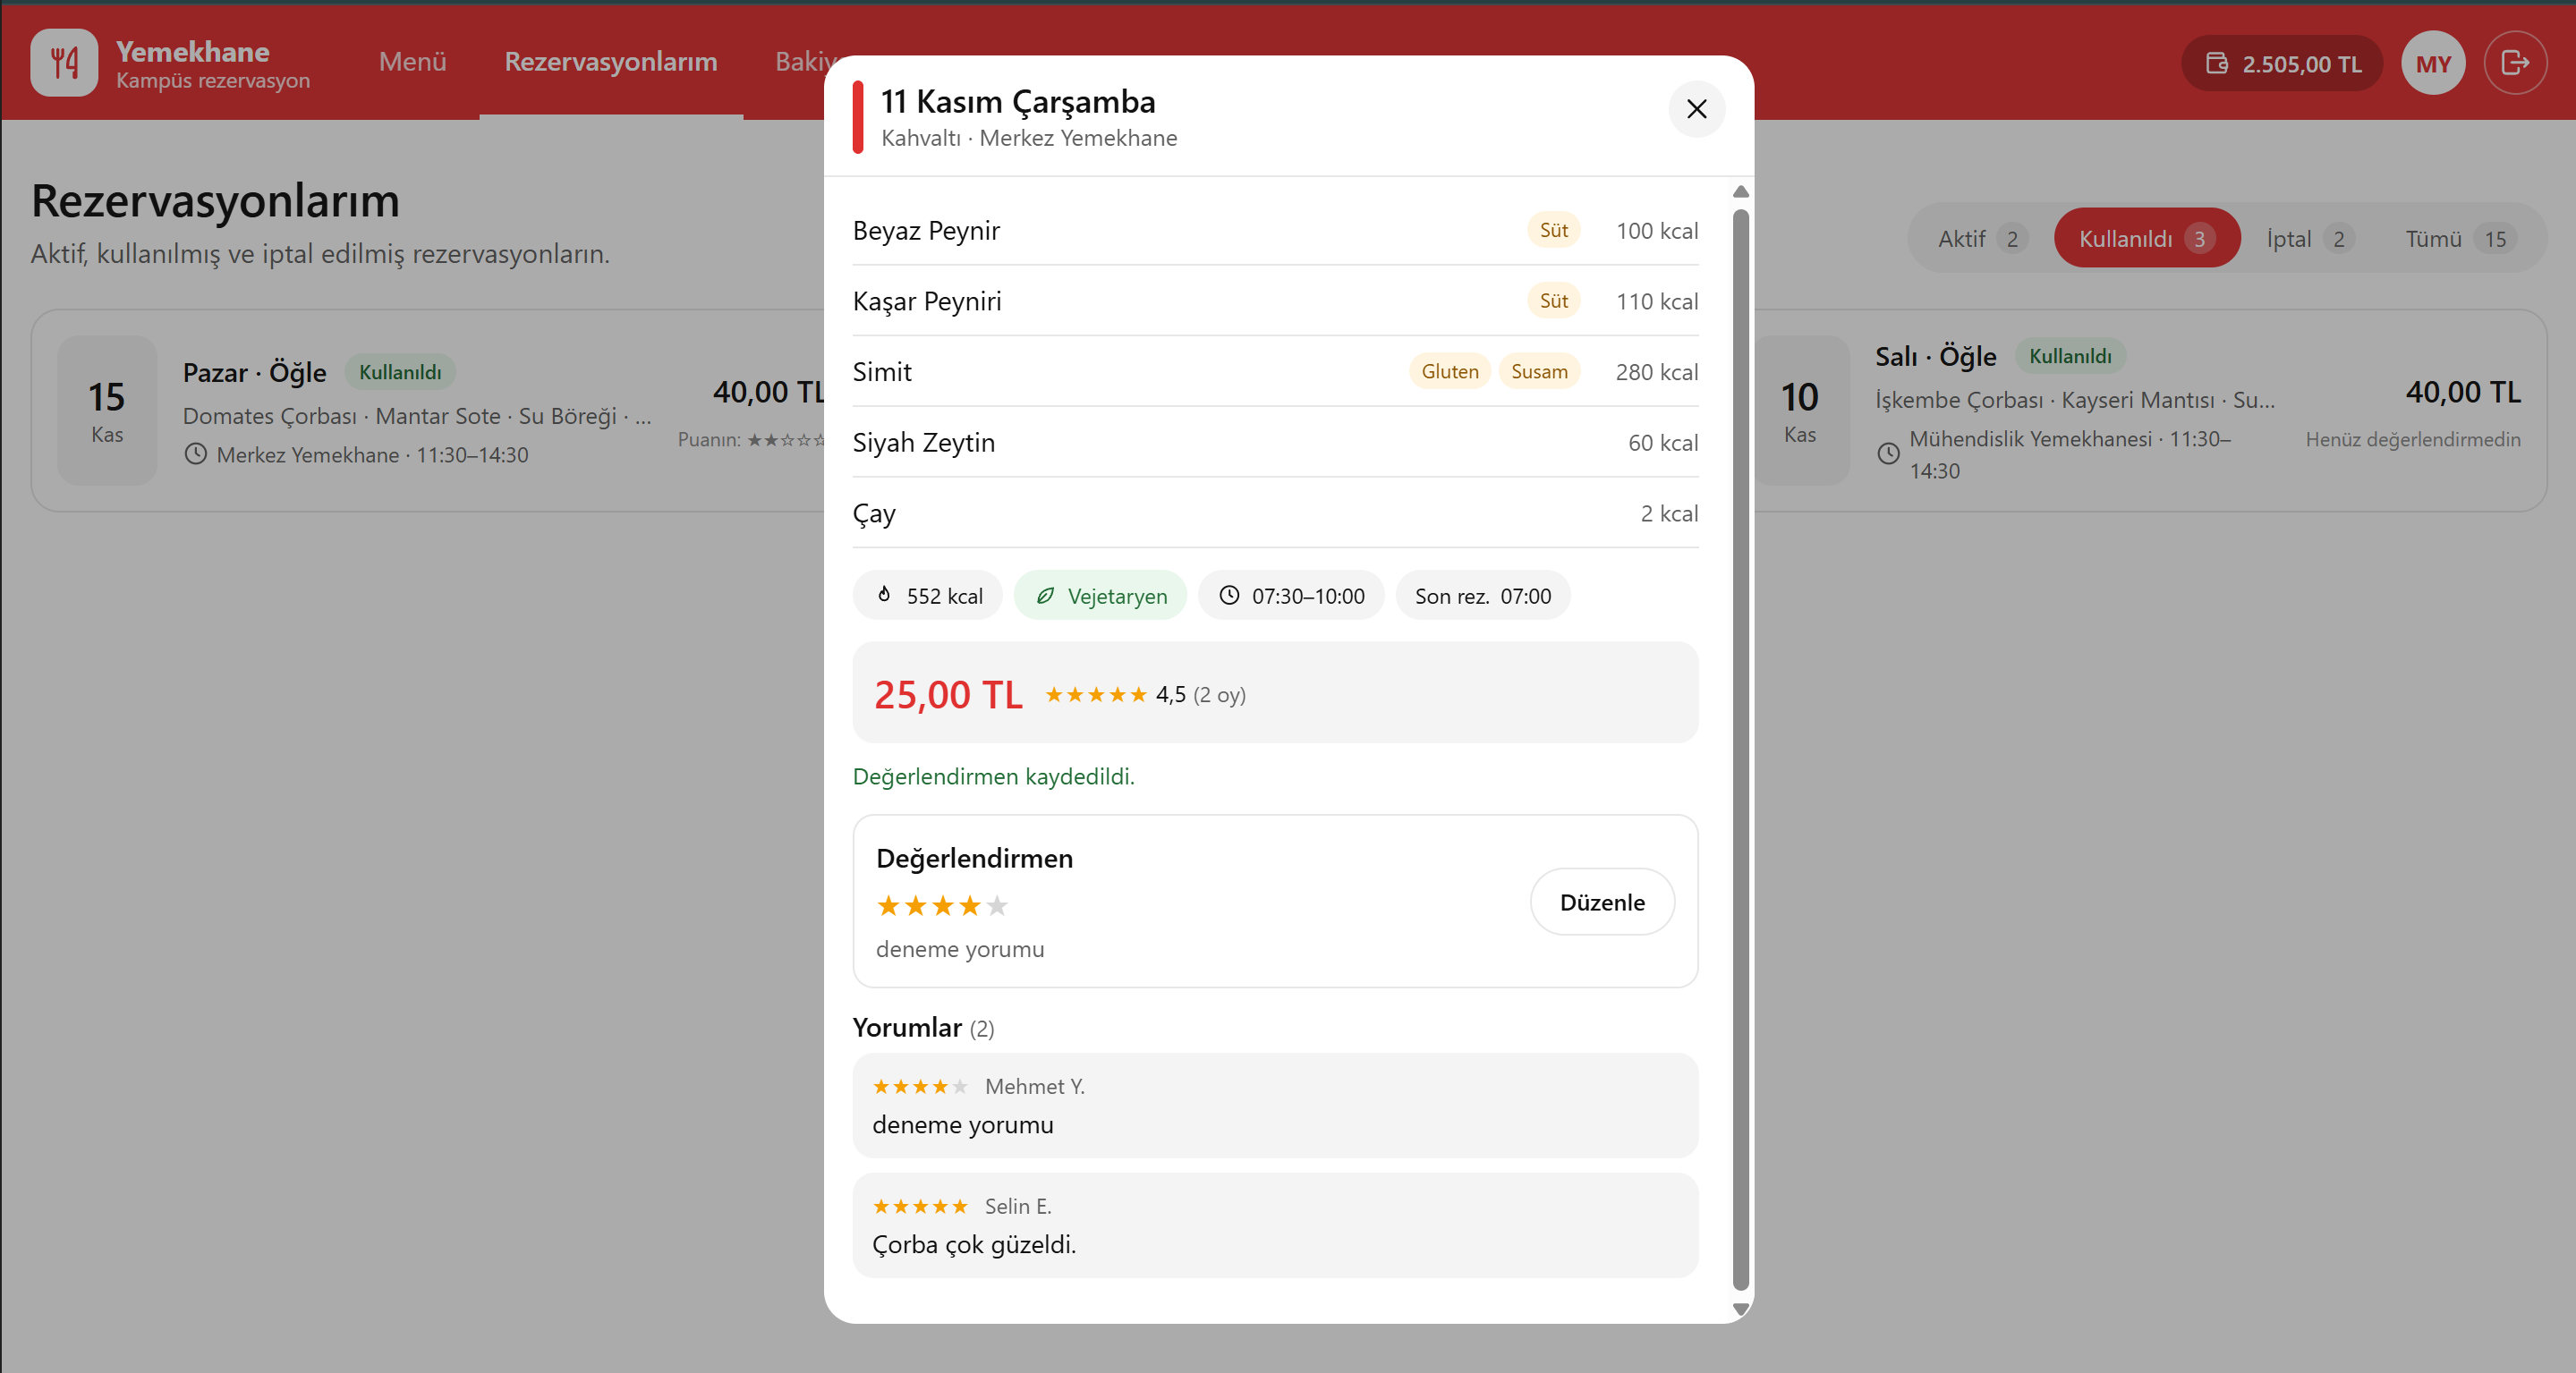 Yemekhane
Kampüs rezervasyon
Menü
Rezervasyonlarım
2.505,00 TL
MY
Rezervasyonlarım
Aktif, kullanılmış ve iptal edilmiş rezervasyonların.
Aktif 2
Kullanıldı 3
İptal 2
Tümü 15
15
Kas
Pazar · Öğle
Kullanıldı
Domates Çorbası · Mantar Sote · Su Böreği · ...
Merkez Yemekhane · 11:30–14:30
40,00 TL
Puanın: ★★☆☆☆
10
Kas
Salı · Öğle
Kullanıldı
İşkembe Çorbası · Kayseri Mantısı · Su...
Mühendislik Yemekhanesi · 11:30–
14:30
40,00 TL
Henüz değerlendirmedin
11 Kasım Çarşamba
Kahvaltı · Merkez Yemekhane
Beyaz Peynir Süt 100 kcal
Kaşar Peyniri Süt 110 kcal
Simit Gluten Susam 280 kcal
Siyah Zeytin 60 kcal
Çay 2 kcal
552 kcal
Vejetaryen
07:30–10:00
Son rez. 07:00
25,00 TL ★★★★★ 4,5 (2 oy)
Değerlendirmen kaydedildi.
Değerlendirmen
★★★★★
deneme yorumu
Düzenle
Yorumlar (2)
★★★★★ Mehmet Y.
deneme yorumu
★★★★★ Selin E.
Çorba çok güzeldi.